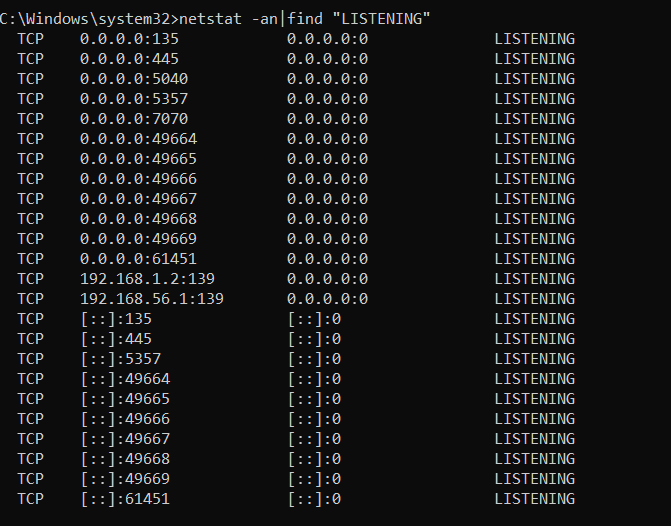 C:\Windows\system32>netstat -an|find "LISTENING"
TCP 0.0.0.0:135 0.0.0.0:0 LISTENING
TCP 0.0.0.0:445 0.0.0.0:0 LISTENING
TCP 0.0.0.0:5040 0.0.0.0:0 LISTENING
TCP 0.0.0.0:5357 0.0.0.0:0 LISTENING
TCP 0.0.0.0:7070 0.0.0.0:0 LISTENING
TCP 0.0.0.0:49664 0.0.0.0:0 LISTENING
TCP 0.0.0.0:49665 0.0.0.0:0 LISTENING
TCP 0.0.0.0:49666 0.0.0.0:0 LISTENING
TCP 0.0.0.0:49667 0.0.0.0:0 LISTENING
TCP 0.0.0.0:49668 0.0.0.0:0 LISTENING
TCP 0.0.0.0:49669 0.0.0.0:0 LISTENING
TCP 0.0.0.0:61451 0.0.0.0:0 LISTENING
TCP 192.168.1.2:139 0.0.0.0:0 LISTENING
TCP 192.168.56.1:139 0.0.0.0:0 LISTENING
TCP [::]:135 [::]:0 LISTENING
TCP [::]:445 [::]:0 LISTENING
TCP [::]:5357 [::]:0 LISTENING
TCP [::]:49664 [::]:0 LISTENING
TCP [::]:49665 [::]:0 LISTENING
TCP [::]:49666 [::]:0 LISTENING
TCP [::]:49667 [::]:0 LISTENING
TCP [::]:49668 [::]:0 LISTENING
TCP [::]:49669 [::]:0 LISTENING
TCP [::]:61451 [::]:0 LISTENING